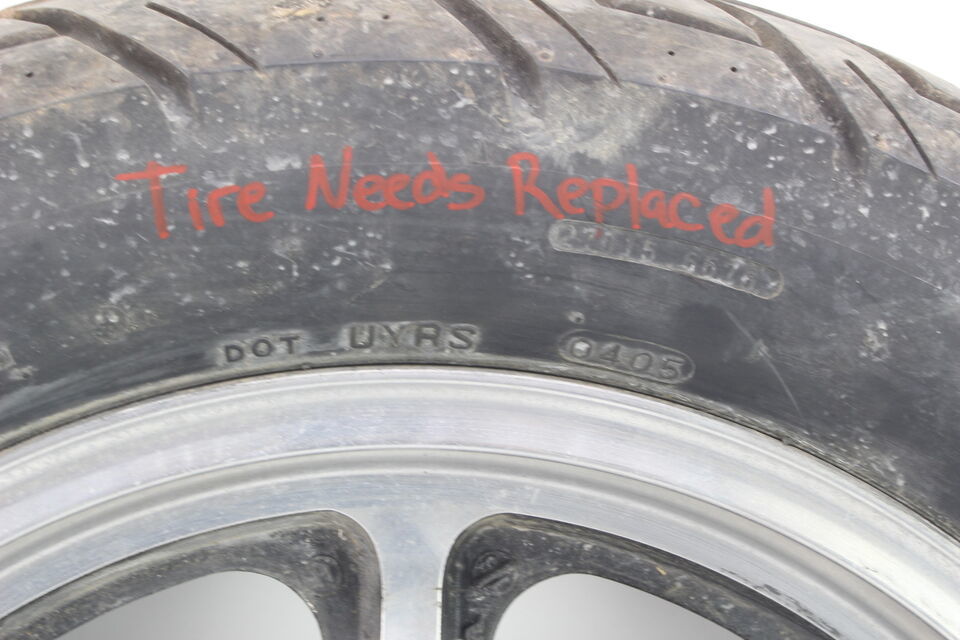 Tire Needs Replaced
DOT UYRS 0405